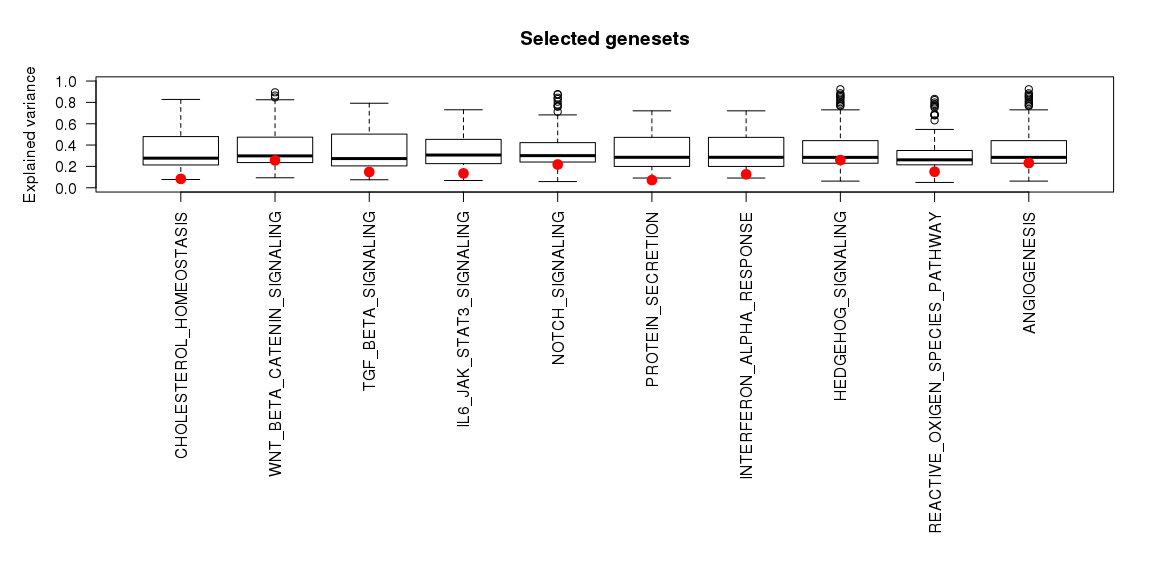 Selected genesets
Explained variance
1.0
0.8
0.6
0.4
0.2
0.0
CHOLESTEROL_HOMEOSTASIS
WNT_BETA_CATENIN_SIGNALING
TGF_BETA_SIGNALING
IL6_JAK_STAT3_SIGNALING
NOTCH_SIGNALING
PROTEIN_SECRETION
INTERFERON_ALPHA_RESPONSE
HEDGEHOG_SIGNALING
REACTIVE_OXIGEN_SPECIES_PATHWAY
ANGIOGENESIS